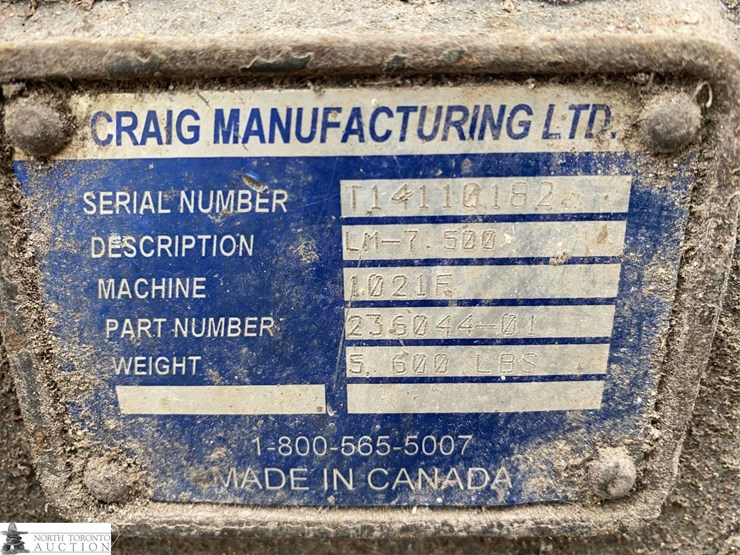 CRAIG MANUFACTURING LTD.
SERIAL NUMBER T14110182
DESCRIPTION LM-7.500
MACHINE 1021F
PART NUMBER 236044-01
WEIGHT 5,600 LBS
1-800-565-5007
MADE IN CANADA
NORTH TORONTO
AUCTION